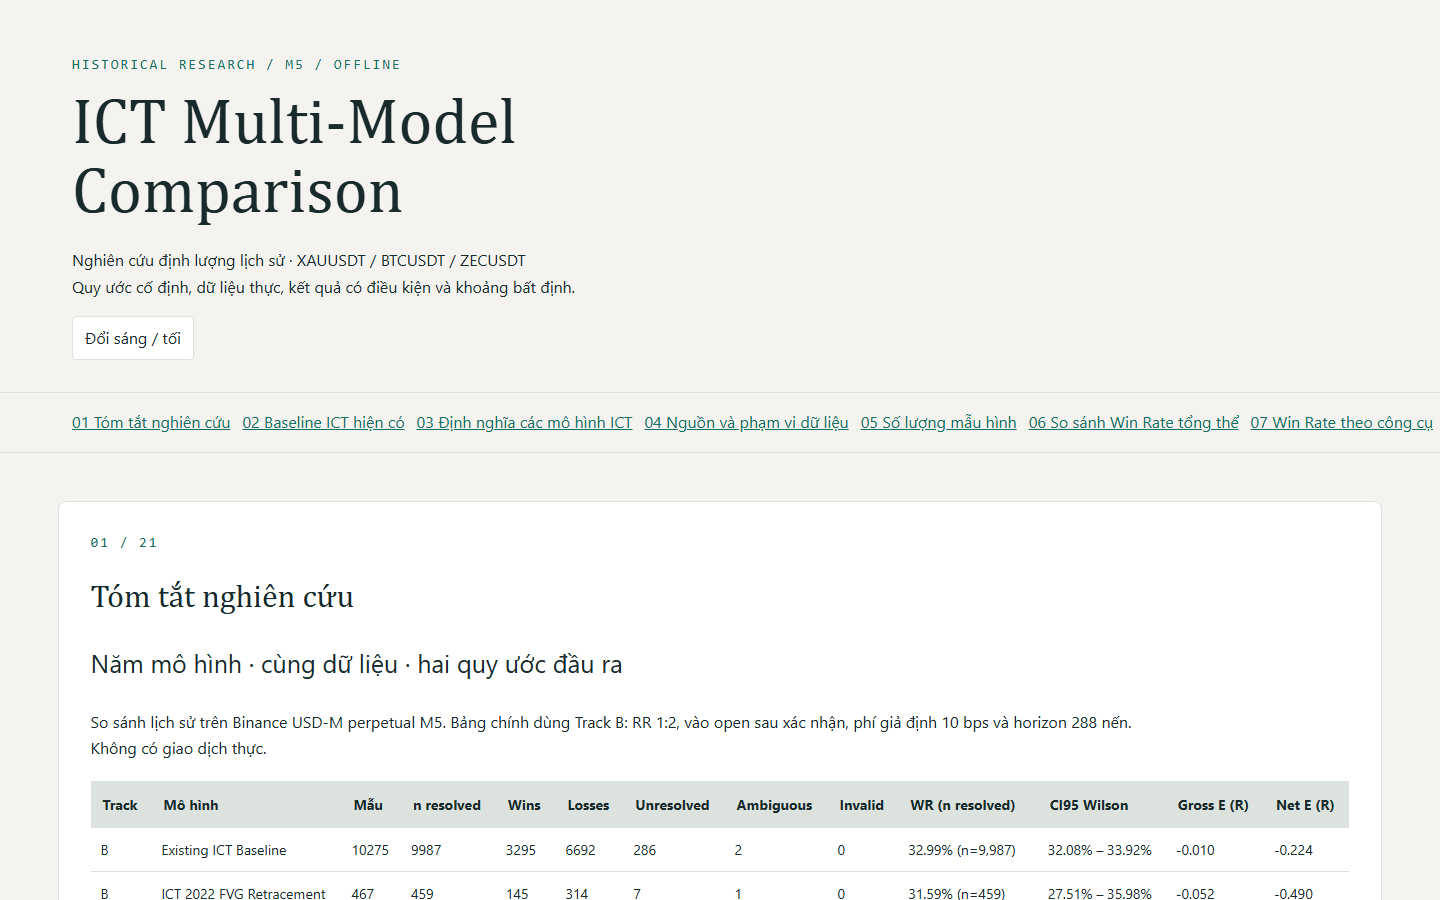 HISTORICAL RESEARCH / M5 / OFFLINE
ICT Multi-Model
Comparison
Nghiên cứu định lượng lịch sử · XAUUSDT / BTCUSDT / ZECUSDT
Quy ước cố định, dữ liệu thực, kết quả có điều kiện và khoảng bất định.
Đổi sáng / tối
01 Tóm tắt nghiên cứu 02 Baseline ICT hiện có 03 Định nghĩa các mô hình ICT 04 Nguồn và phạm vi dữ liệu 05 Số lượng mẫu hình 06 So sánh Win Rate tổng thể 07 Win Rate theo công cụ
01 / 21
Tóm tắt nghiên cứu
Năm mô hình · cùng dữ liệu · hai quy ước đầu ra
So sánh lịch sử trên Binance USD-M perpetual M5. Bảng chính dùng Track B: RR 1:2, vào open sau xác nhận, phí giả định 10 bps và horizon 288 nến.
Không có giao dịch thực.
Track Mô hình Mẫu n resolved Wins Losses Unresolved Ambiguous Invalid WR (n resolved) CI95 Wilson Gross E (R) Net E (R)
B Existing ICT Baseline 10275 9987 3295 6692 286 2 0 32.99% (n=9,987) 32.08% – 33.92% -0.010 -0.224
B ICT 2022 FVG Retracement 467 459 145 314 7 1 0 31.59% (n=459) 27.51% – 35.98% -0.052 -0.490